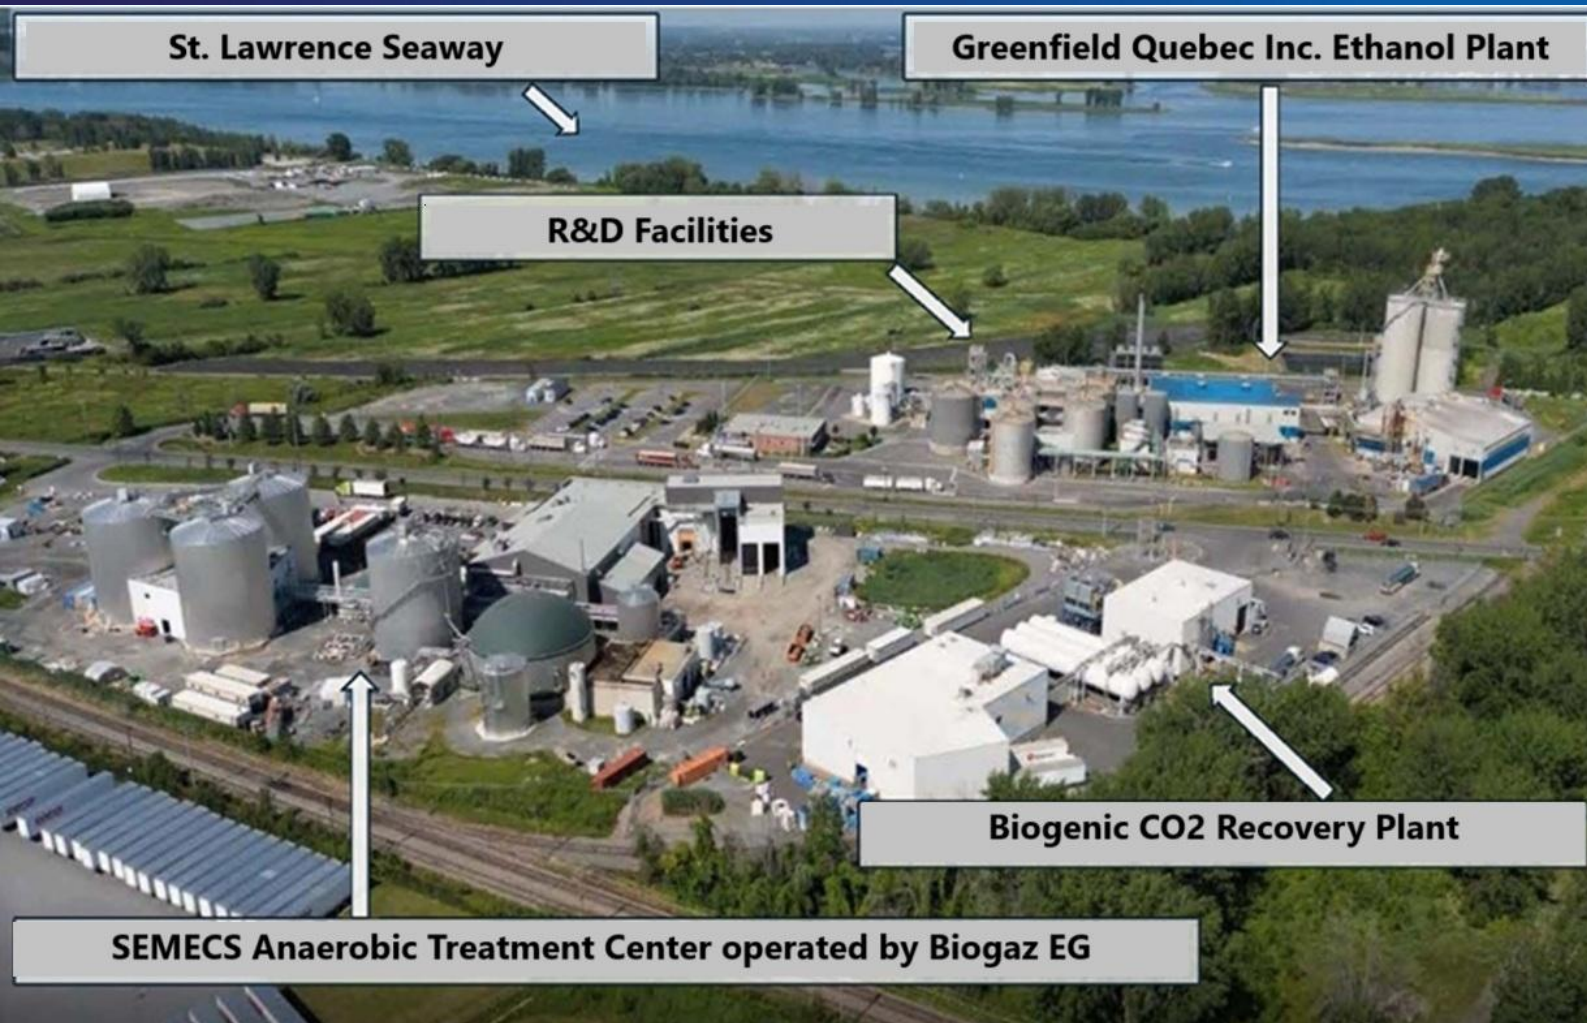 St. Lawrence Seaway
Greenfield Quebec Inc. Ethanol Plant
R&D Facilities
Biogenic CO2 Recovery Plant
SEMECS Anaerobic Treatment Center operated by Biogaz EG